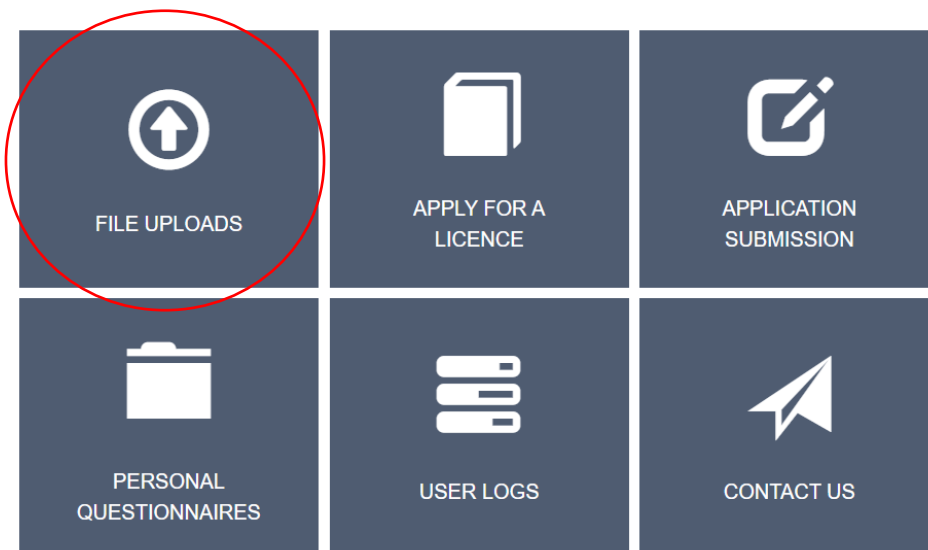 FILE UPLOADS
APPLY FOR A
LICENCE
APPLICATION
SUBMISSION
PERSONAL
QUESTIONNAIRES
USER LOGS
CONTACT US